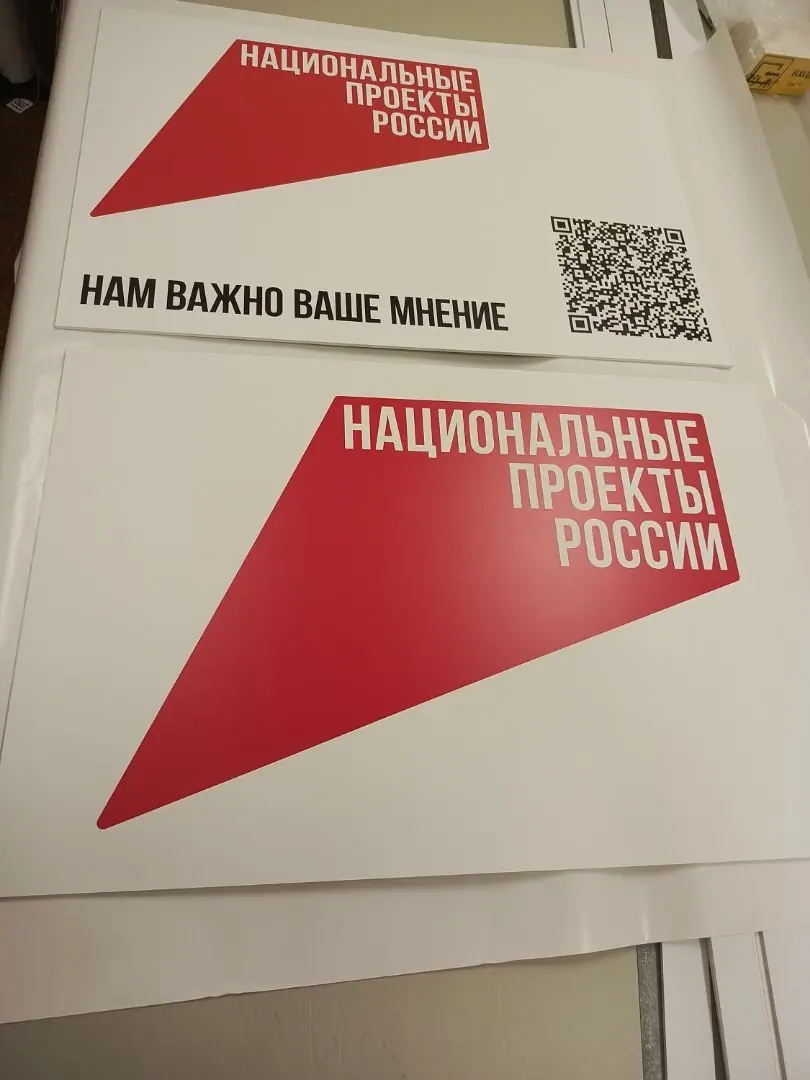 НАЦИОНАЛЬНЫЕ
ПРОЕКТЫ
РОССИИ
НАМ ВАЖНО ВАШЕ МНЕНИЕ
НАЦИОНАЛЬНЫЕ
ПРОЕКТЫ
РОССИИ